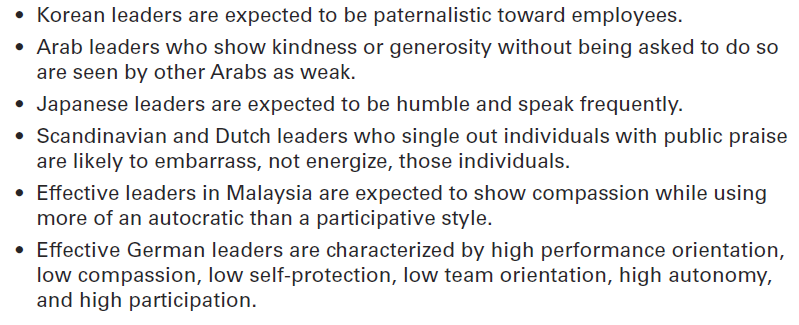 • Korean leaders are expected to be paternalistic toward employees.
• Arab leaders who show kindness or generosity without being asked to do so
are seen by other Arabs as weak.
• Japanese leaders are expected to be humble and speak frequently.
• Scandinavian and Dutch leaders who single out individuals with public praise
are likely to embarrass, not energize, those individuals.
• Effective leaders in Malaysia are expected to show compassion while using
more of an autocratic than a participative style.
• Effective German leaders are characterized by high performance orientation,
low compassion, low self-protection, low team orientation, high autonomy,
and high participation.